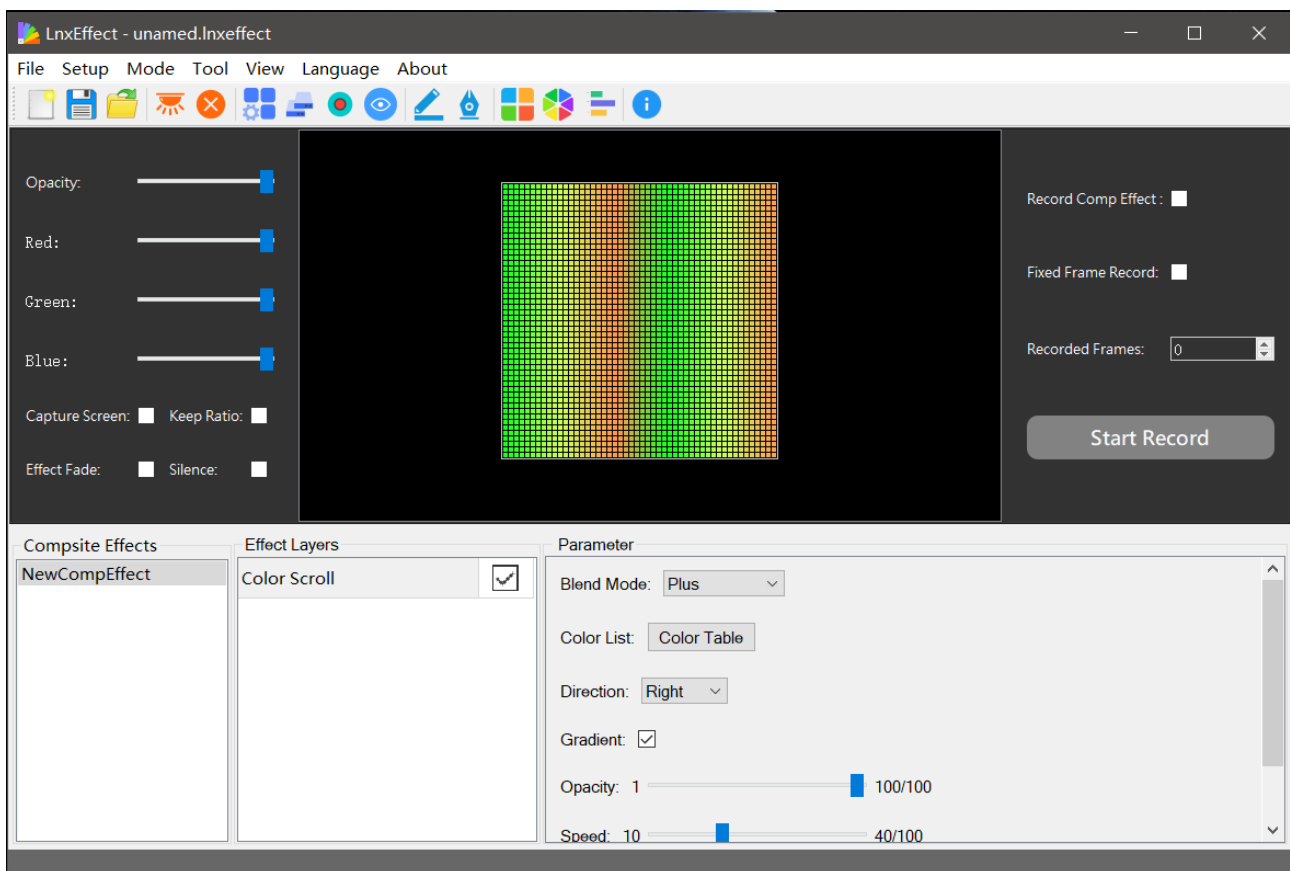 LnxEffect - unamed.lnxeffect
File Setup Mode Tool View Language About
Opacity:
Red:
Green:
Blue:
Capture Screen: Keep Ratio:
Effect Fade: Silence:
Record Comp Effect :
Fixed Frame Record:
Recorded Frames: 0
Start Record
Compsite Effects
NewCompEffect
Effect Layers
Color Scroll
Parameter
Blend Mode: Plus
Color List: Color Table
Direction: Right
Gradient:
Opacity: 1 100/100
Speed: 10 40/100